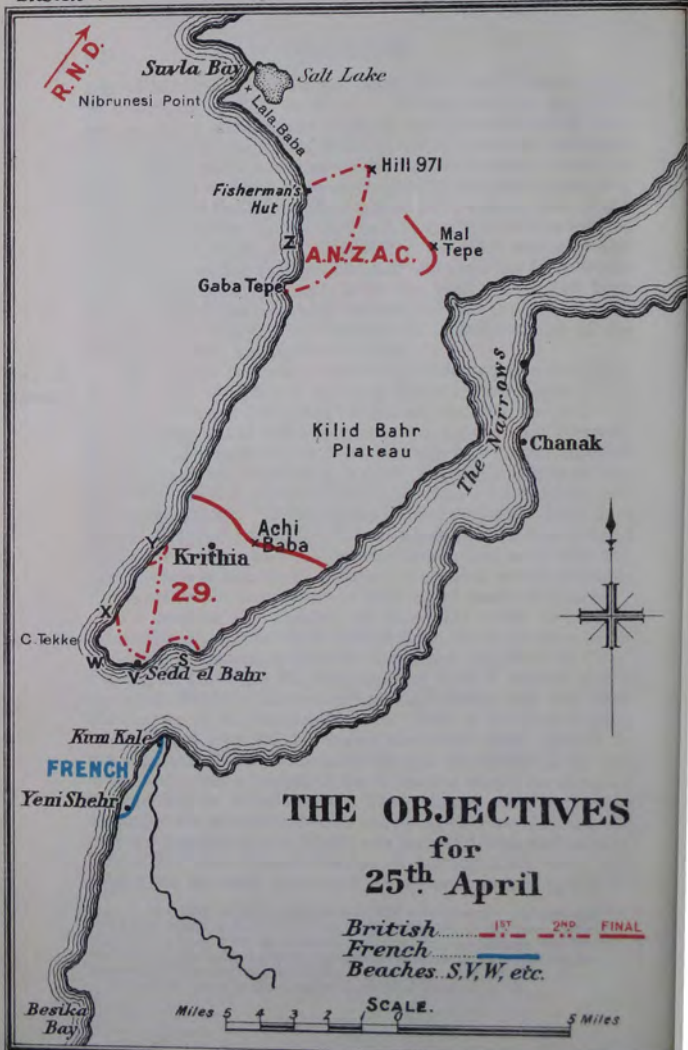 R.N.D.
Suvla Bay
Salt Lake
Nibrunesi Point
Lala Baba
Hill 971
Fisherman's
Hut
Z
A.N.Z.A.C.
Mal
Tepe
Gaba Tepe
The Narrows
Kilid Bahr
Plateau
Chanak
Achi
Baba
Y
Krithia
29.
X
C. Tekke
W
V
S
Sedd el Bahr
Kum Kale
FRENCH
Yeni Shehr
THE OBJECTIVES
for
25th. April
British........ 1ST 2ND FINAL
French........
Beaches..S,V,W, etc.
Besika
Bay
SCALE.
Miles 5 4 3 2 1 0 5 Miles